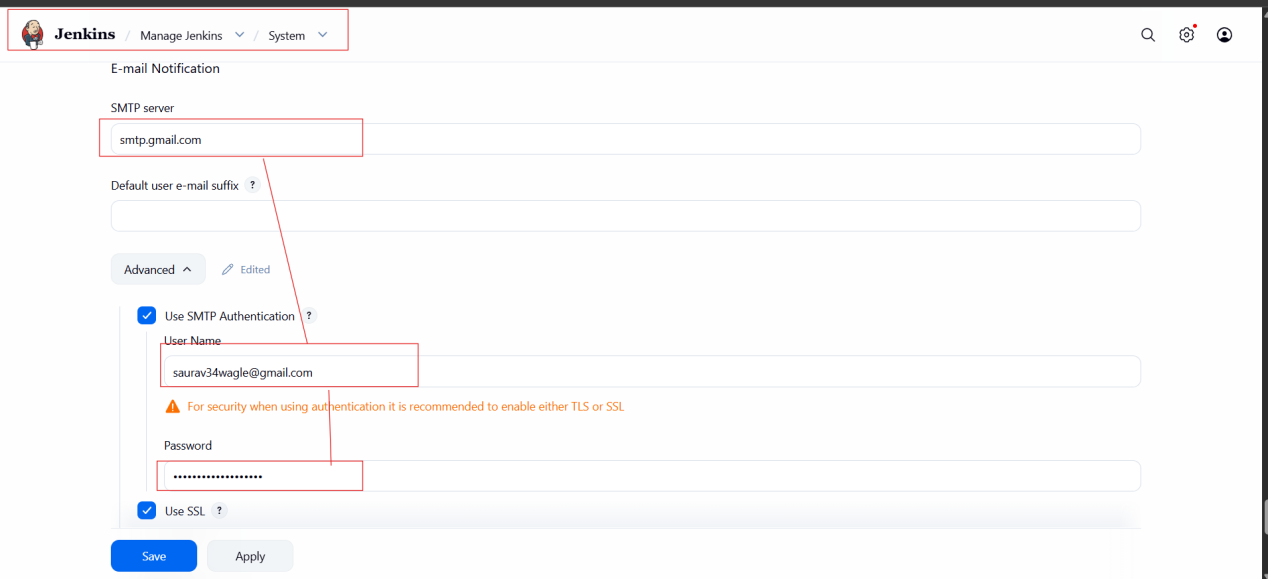 Jenkins / Manage Jenkins / System
E-mail Notification
SMTP server
smtp.gmail.com
Default user e-mail suffix ?
Advanced Edited
Use SMTP Authentication ?
User Name
saurav34wagle@gmail.com
For security when using authentication it is recommended to enable either TLS or SSL
Password
•••••••••••••••••••
Use SSL ?
Save Apply